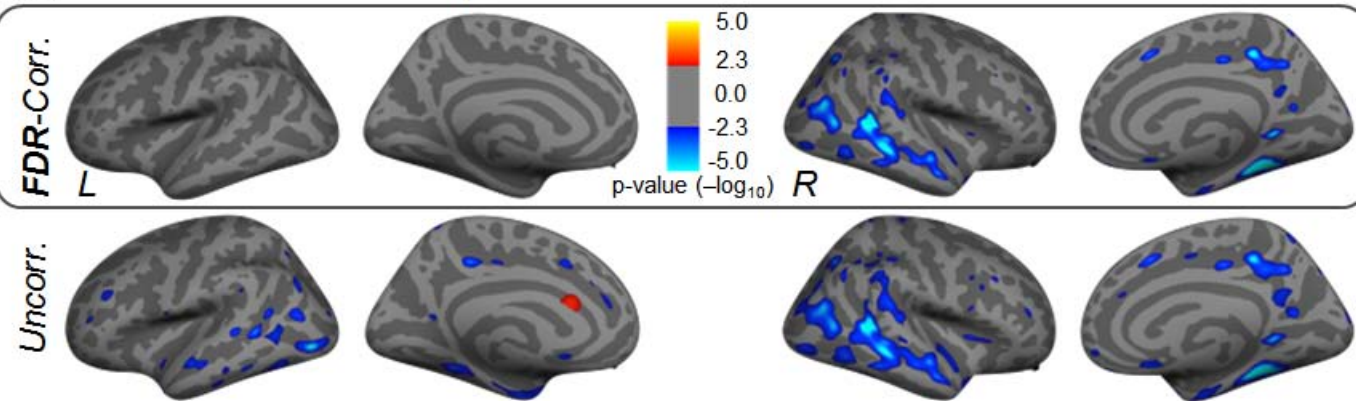 FDR-Corr.
L
5.0
2.3
0.0
-2.3
-5.0
p-value (–log₁₀)
R
Uncorr.